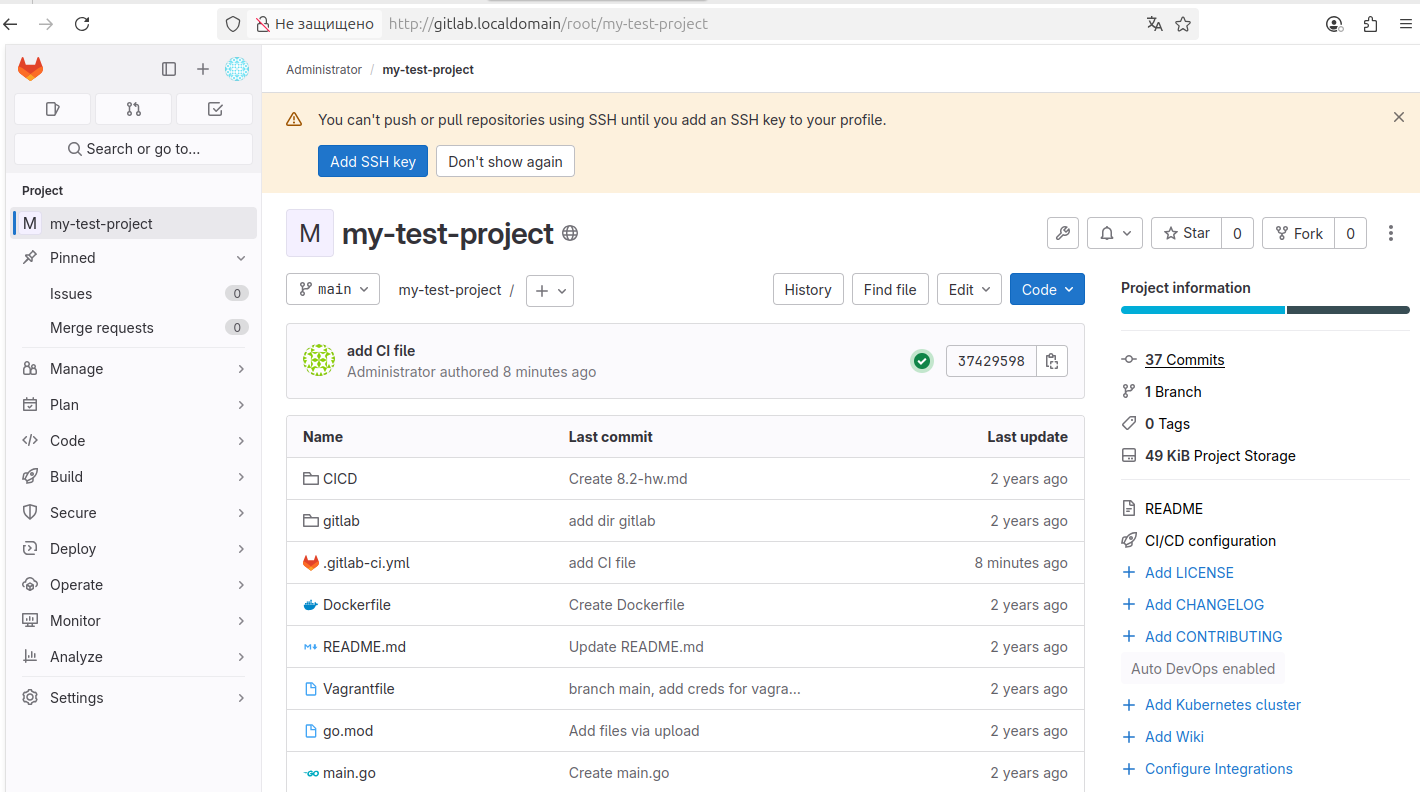 Не защищено http://gitlab.localdomain/root/my-test-project
Administrator / my-test-project
You can't push or pull repositories using SSH until you add an SSH key to your profile.
Add SSH key Don't show again
Search or go to...
Project
M my-test-project
Pinned
Issues 0
Merge requests 0
Manage
Plan
Code
Build
Secure
Deploy
Operate
Monitor
Analyze
Settings
M my-test-project
Star 0 Fork 0
main my-test-project / + History Find file Edit Code
add CI file
Administrator authored 8 minutes ago
37429598
Name Last commit Last update
CICD Create 8.2-hw.md 2 years ago
gitlab add dir gitlab 2 years ago
.gitlab-ci.yml add CI file 8 minutes ago
Dockerfile Create Dockerfile 2 years ago
README.md Update README.md 2 years ago
Vagrantfile branch main, add creds for vagra... 2 years ago
go.mod Add files via upload 2 years ago
main.go Create main.go 2 years ago
Project information
37 Commits
1 Branch
0 Tags
49 KiB Project Storage
README
CI/CD configuration
+ Add LICENSE
+ Add CHANGELOG
+ Add CONTRIBUTING
Auto DevOps enabled
+ Add Kubernetes cluster
+ Add Wiki
+ Configure Integrations